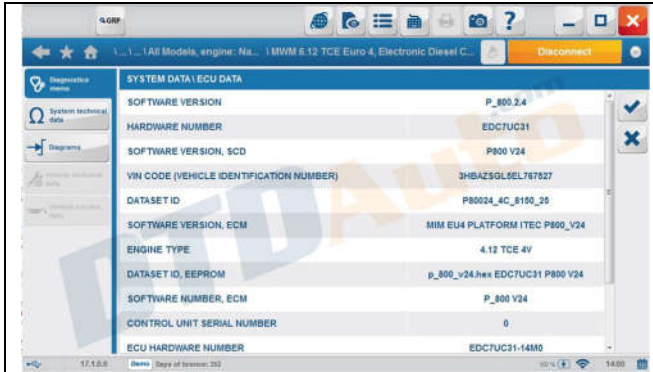 GRP
?
\...\...\All Models, engine: Na... \MWM 6.12 TCE Euro 4, Electronic Diesel C...
Disconnect
Diagnostics menu
SYSTEM DATA \ ECU DATA
System technical data
Diagrams
SOFTWARE VERSION P_800.2.4
HARDWARE NUMBER EDC7UC31
SOFTWARE VERSION, SCD P800 V24
VIN CODE (VEHICLE IDENTIFICATION NUMBER) 3HBAZSGL5EL767527
DATASET ID P80024_4C_8150_25
SOFTWARE VERSION, ECM MIM EU4 PLATFORM ITEC P800_V24
ENGINE TYPE 4.12 TCE 4V
DATASET ID, EEPROM p_800_v24.hex EDC7UC31 P800 V24
SOFTWARE NUMBER, ECM P_800 V24
CONTROL UNIT SERIAL NUMBER 0
ECU HARDWARE NUMBER EDC7UC31-14M0
17.1.0.6 Demo Days of licence: 252 14:00
DTDAuto.com